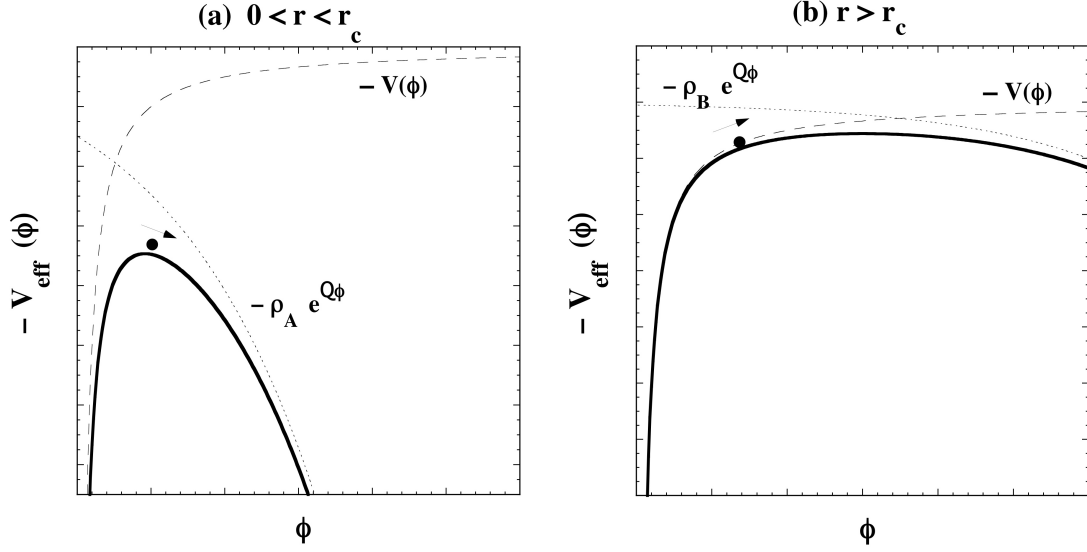 (a) 0 < r < r_c
− V(ϕ)
− ρ_A e^{Qϕ}
− V_eff (ϕ)
ϕ
(b) r > r_c
− ρ_B e^{Qϕ}
− V(ϕ)
− V_eff (ϕ)
ϕ